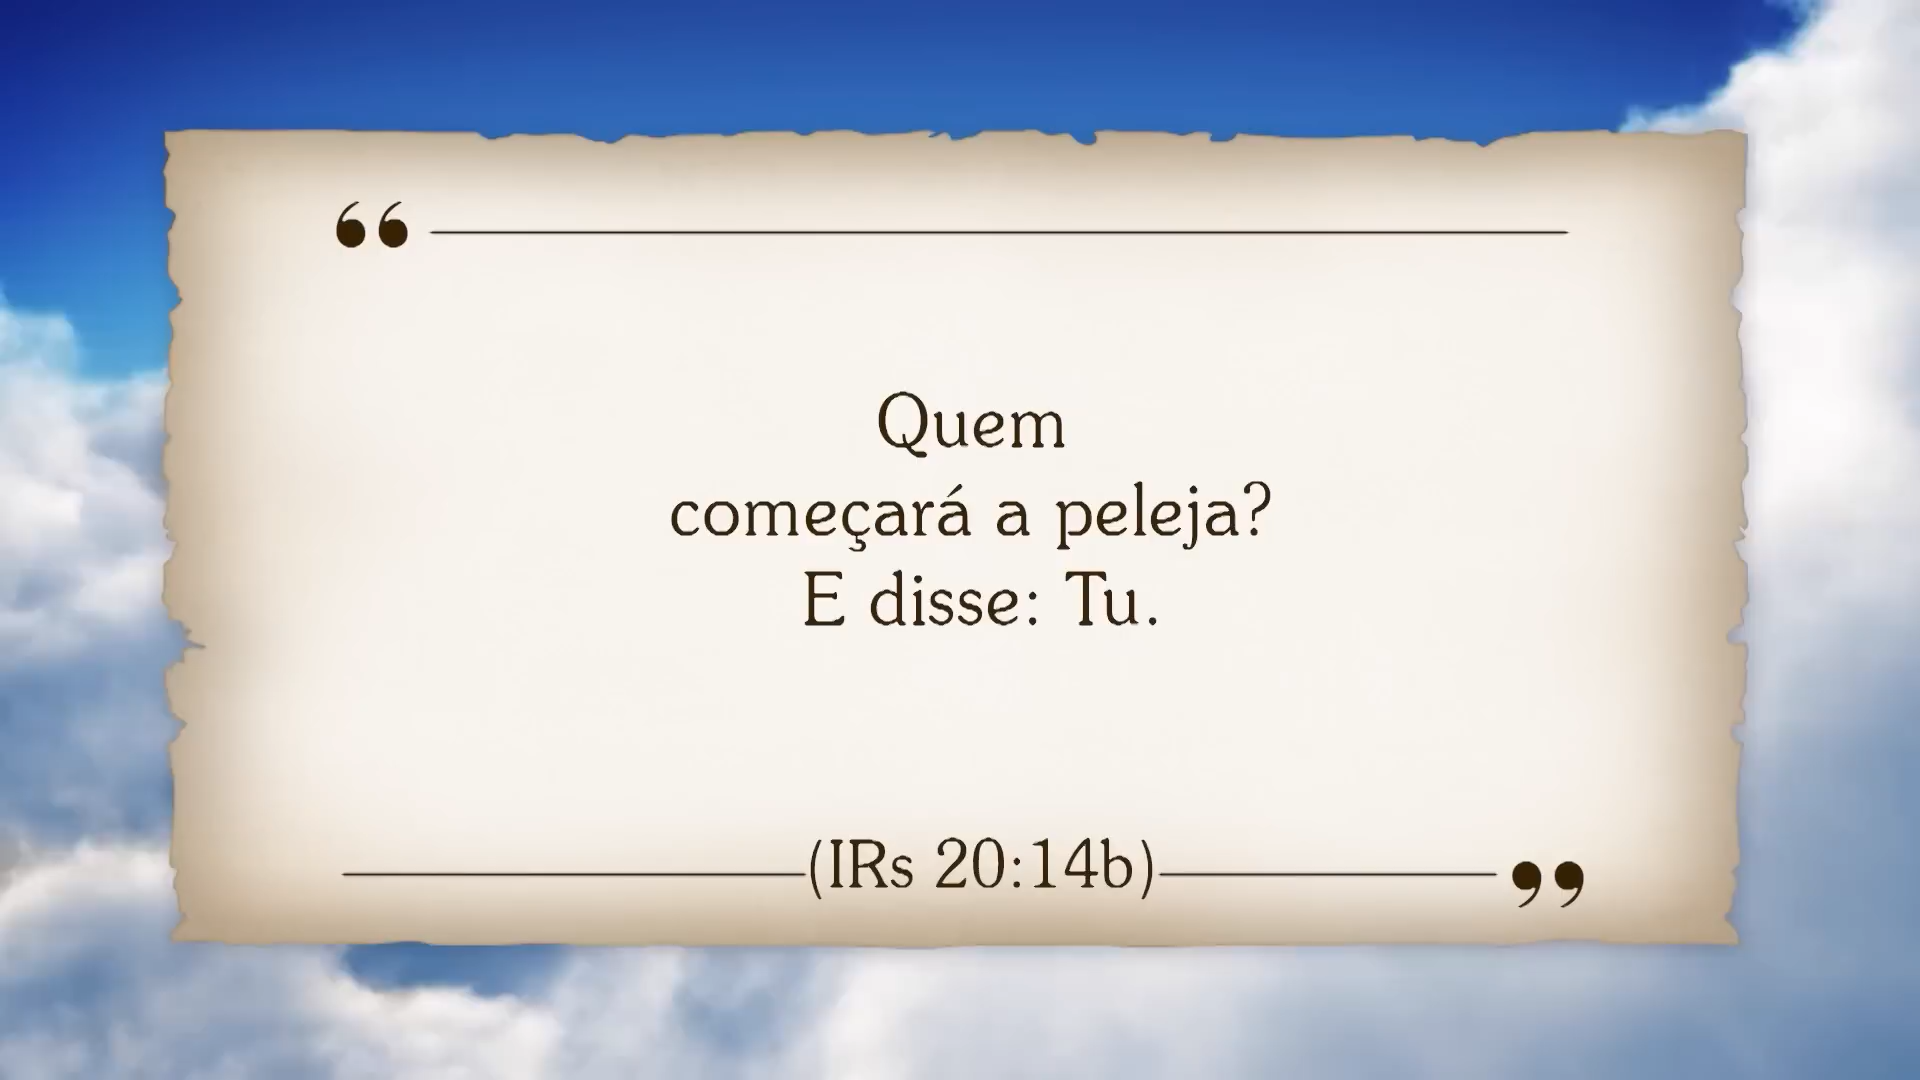 “
Quem
começará a peleja?
E disse: Tu.
(IRs 20:14b)
”